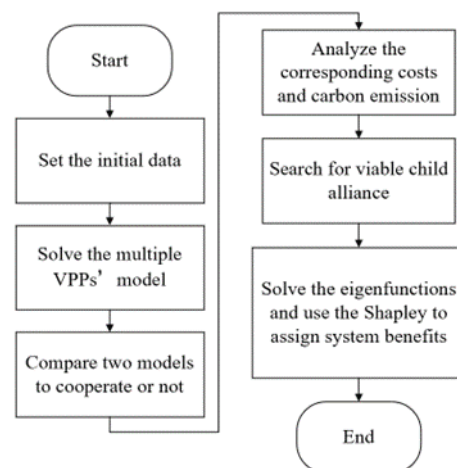 Start
Set the initial data
Solve the multiple
VPPs’ model
Compare two models
to cooperate or not
Analyze the
corresponding costs
and carbon emission
Search for viable child
alliance
Solve the eigenfunctions
and use the Shapley to
assign system benefits
End